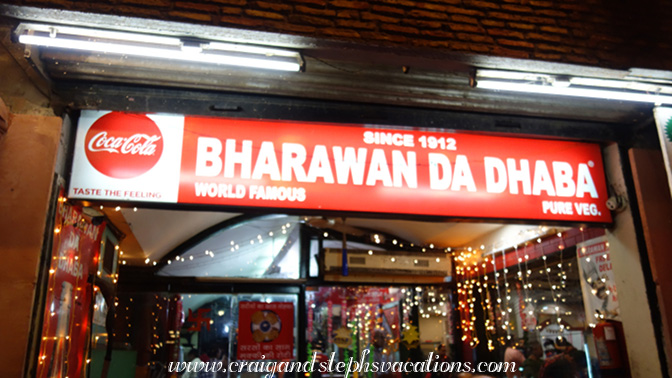 SINCE 1912
Coca-Cola
BHARAWAN DA DHABA®
TASTE THE FEELING
WORLD FAMOUS
PURE VEG.
www.craigandstephsvacations.com